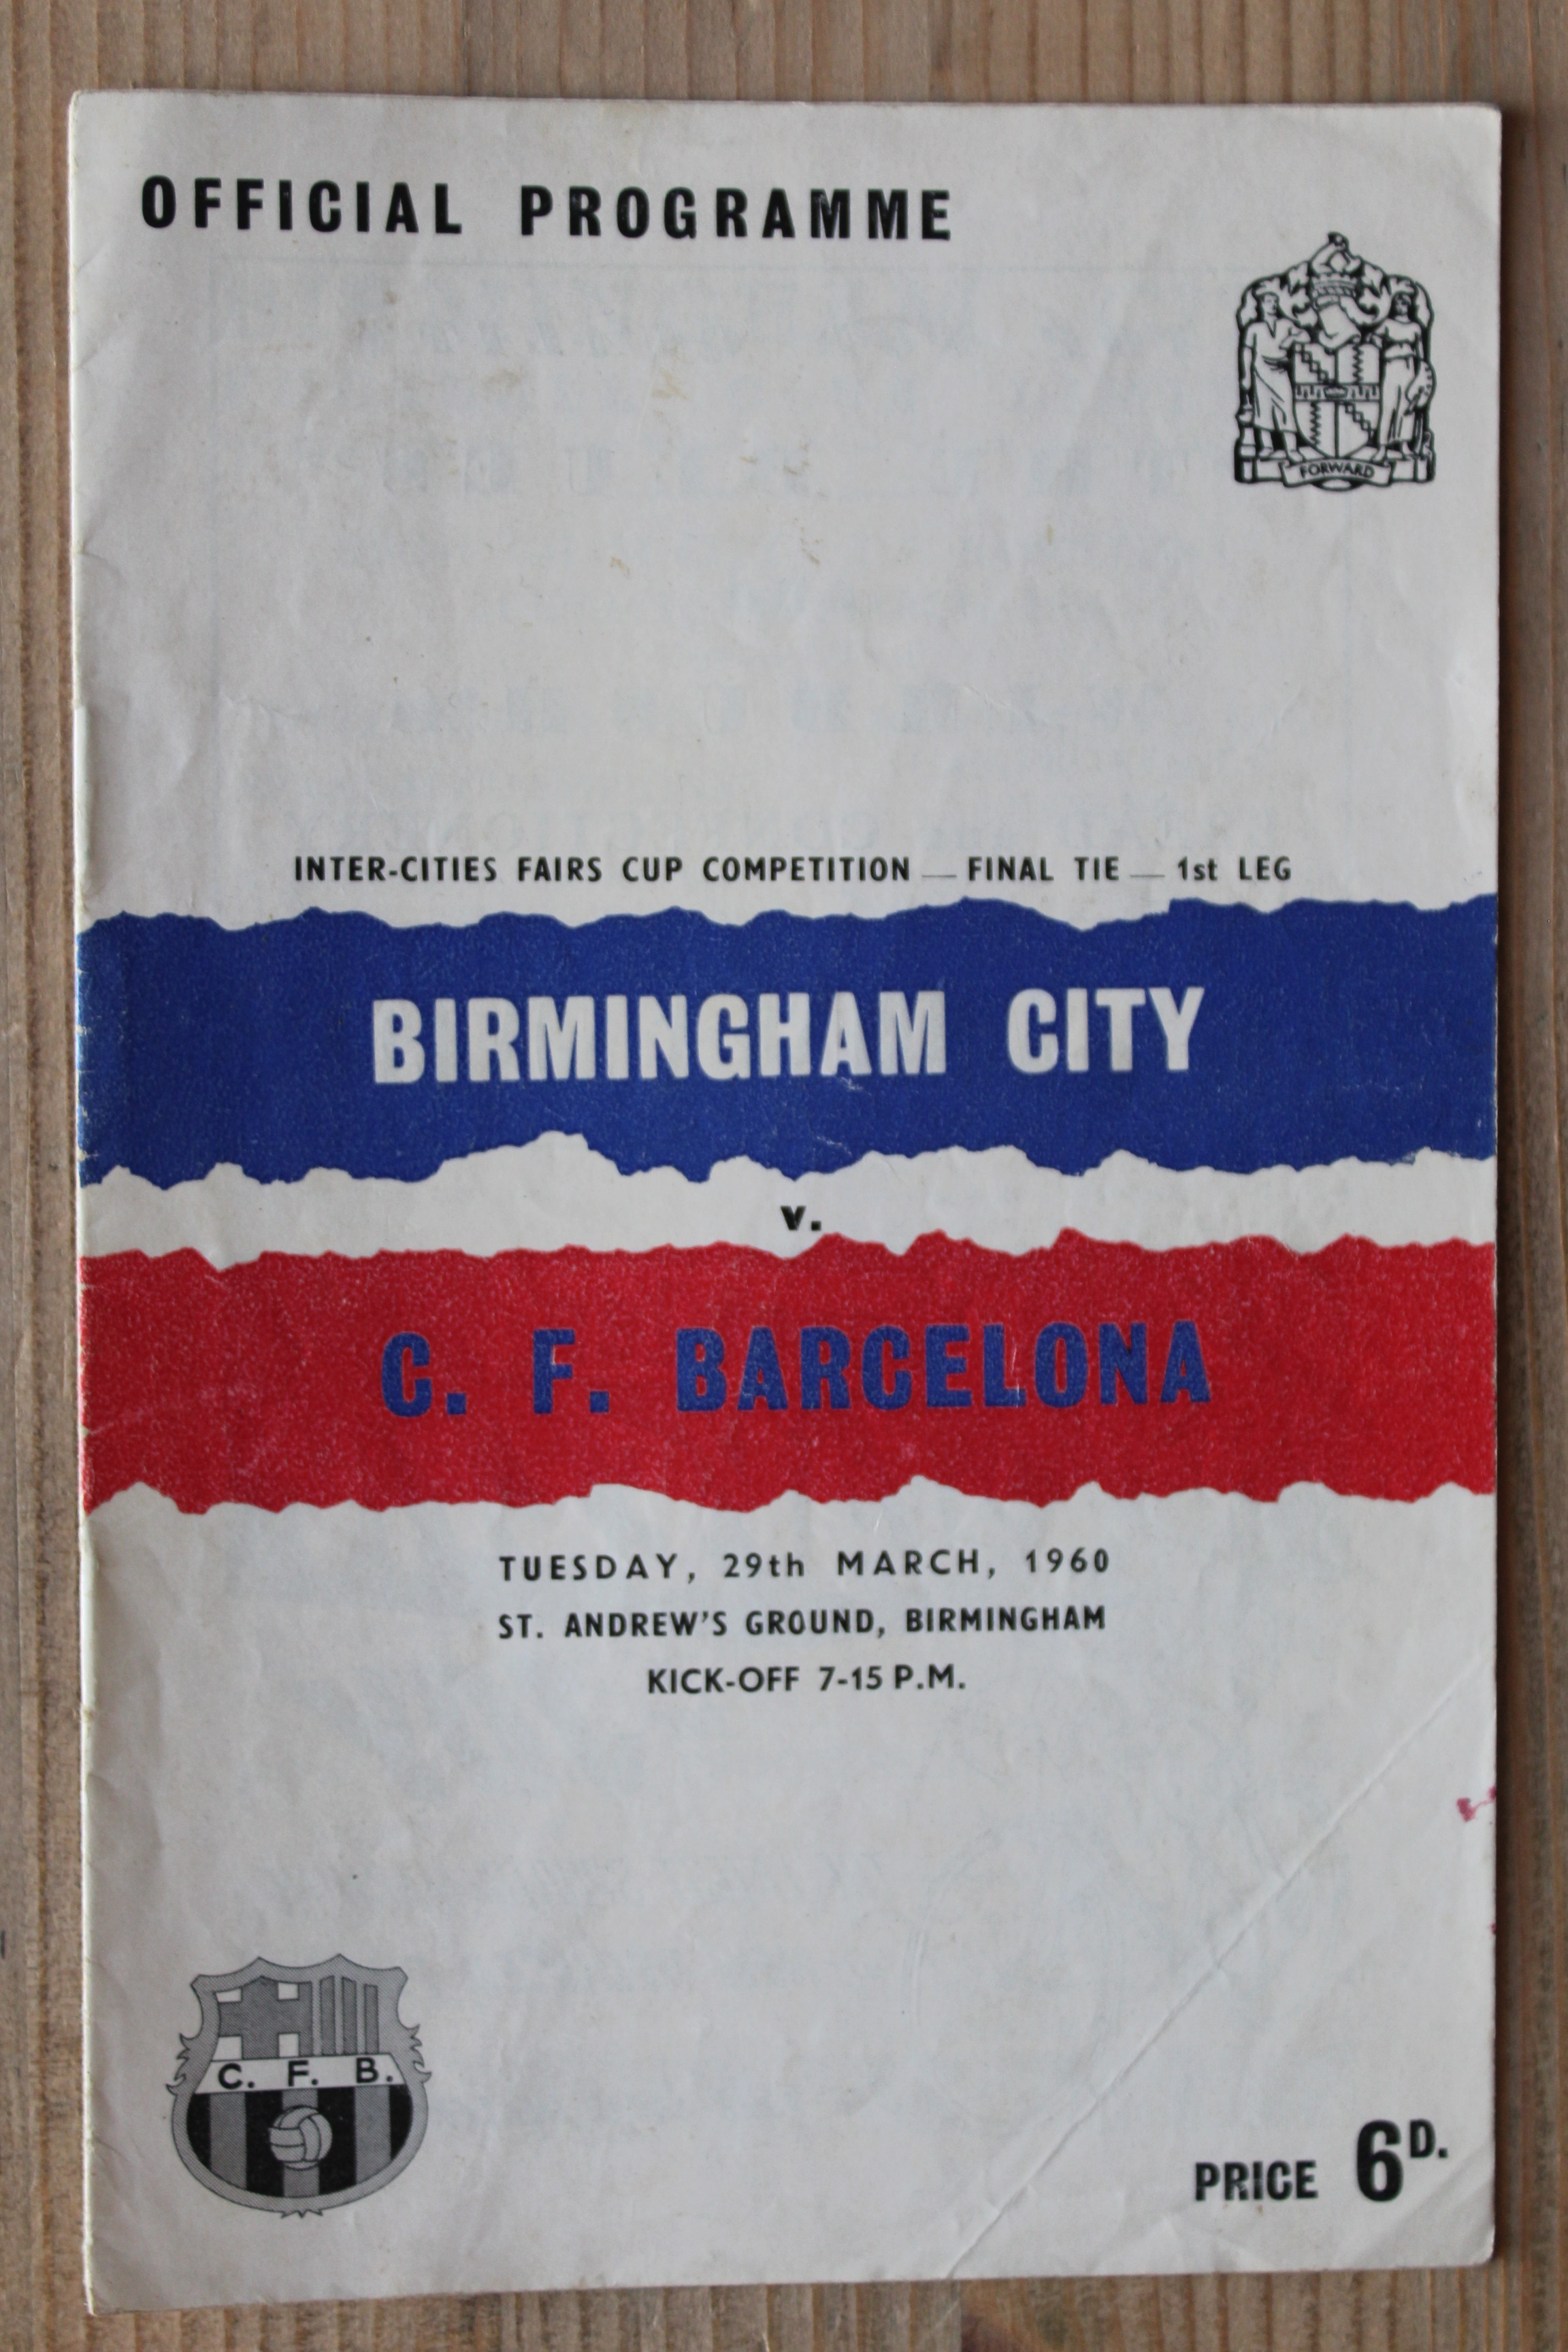 OFFICIAL PROGRAMME
FORWARD
INTER-CITIES FAIRS CUP COMPETITION — FINAL TIE — 1st LEG
BIRMINGHAM CITY
v.
C. F. BARCELONA
TUESDAY, 29th MARCH, 1960
ST. ANDREW'S GROUND, BIRMINGHAM
KICK-OFF 7-15 P.M.
C. F. B.
PRICE 6D.